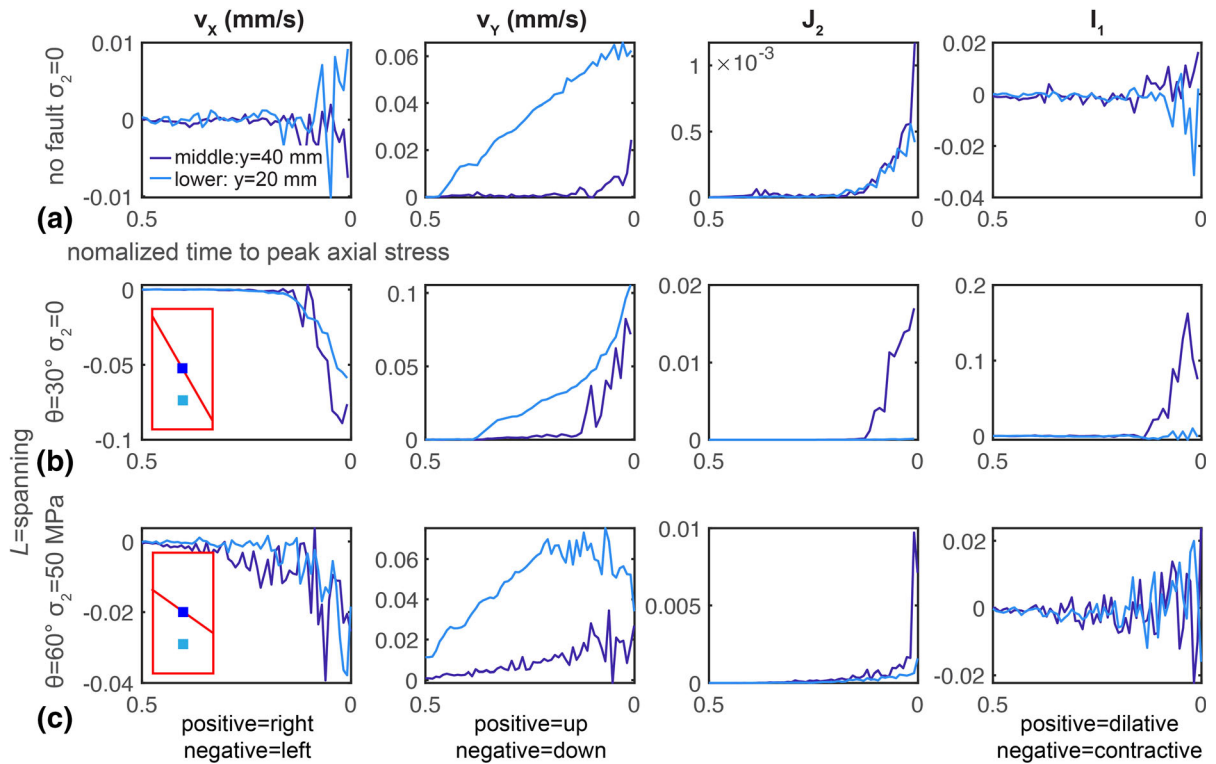 vX (mm/s) vY (mm/s) J2 I1
no fault σ2=0
0.01 0 -0.01 0.5 0
middle:y=40 mm
lower: y=20 mm
0.06 0.04 0.02 0 0.5 0
×10−3
1 0.5 0 0.5 0
0.02 0 -0.02 -0.04 0.5 0
(a)
nomalized time to peak axial stress
L=spanning
θ=30° σ2=0
0 -0.05 -0.1 0.5 0
0.1 0.05 0 0.5 0
0.02 0.01 0 0.5 0
0.2 0.1 0 0.5 0
(b)
θ=60° σ2=50 MPa
0 -0.02 -0.04 0.5 0
0.06 0.04 0.02 0 0.5 0
0.01 0.005 0 0.5 0
0.02 0 -0.02 0.5 0
(c)
positive=right
negative=left
positive=up
negative=down
positive=dilative
negative=contractive